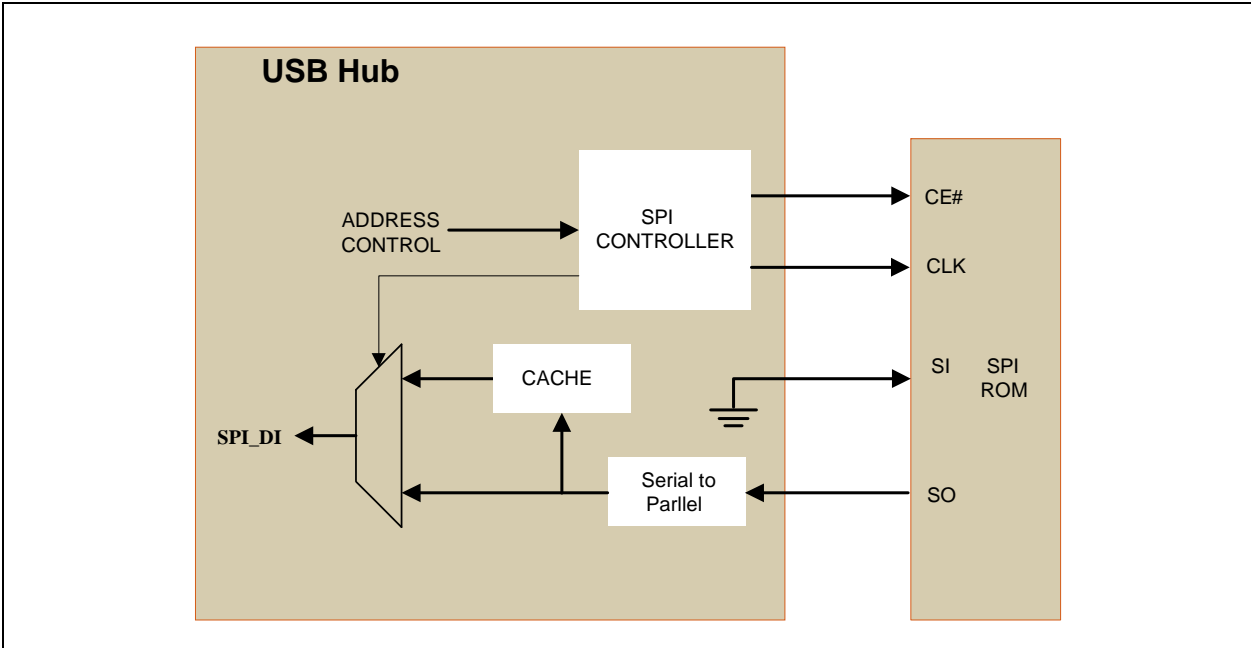 USB Hub
ADDRESS
CONTROL
SPI
CONTROLLER
CE#
CLK
SI
SPI
ROM
CACHE
SPI_DI
Serial to
Parllel
SO